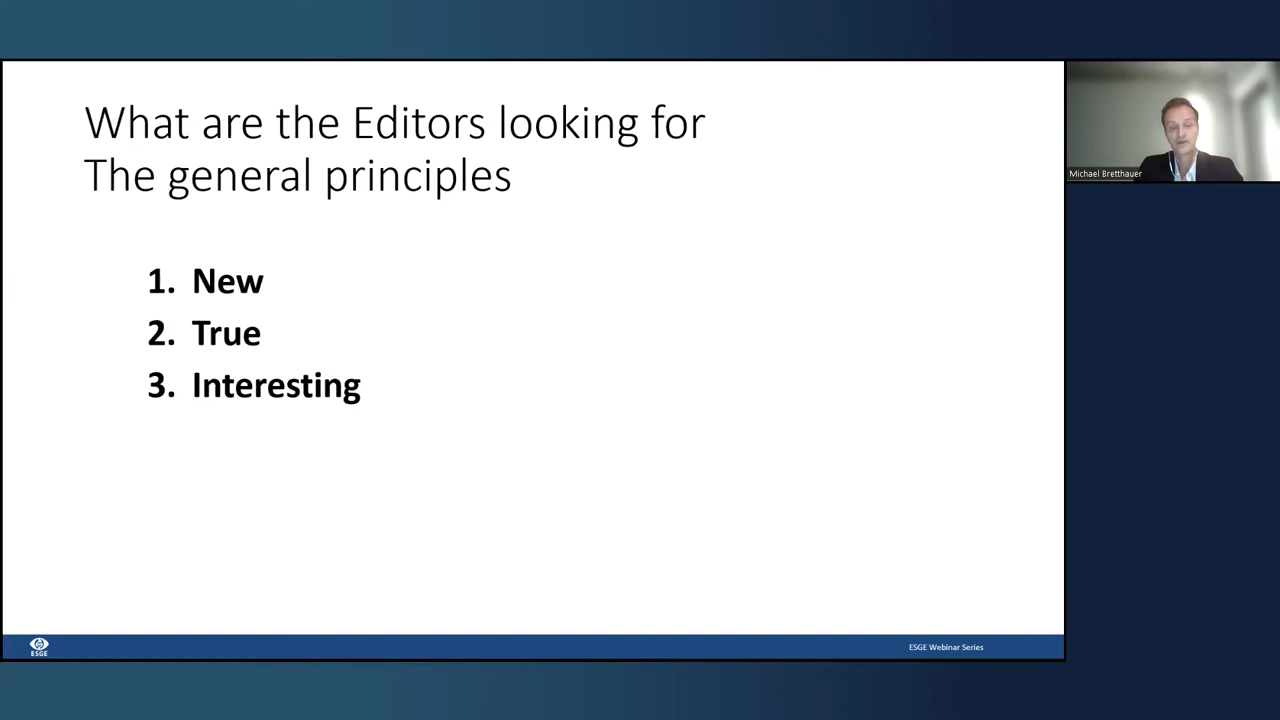 What are the Editors looking for
The general principles
1. New
2. True
3. Interesting
Michael Bretthauer
ESGE
ESGE Webinar Series